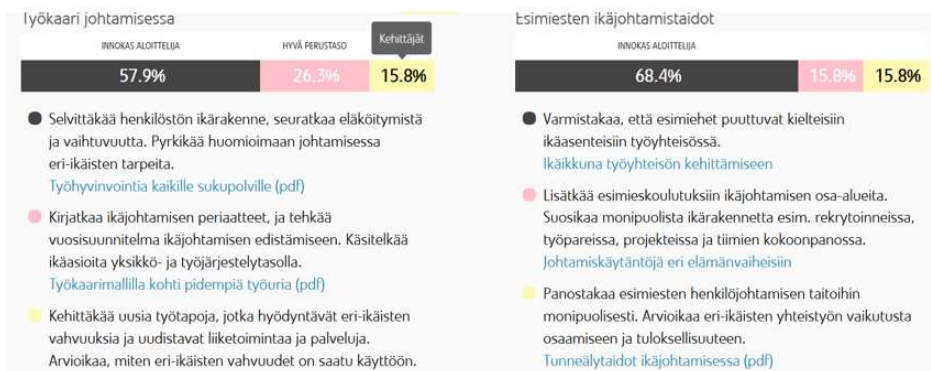 Työkaari johtamisessa
INNOKAS ALOITTELIJA
HYVÄ PERUSTASO
Kehittäjät
57.9%
26.3%
15.8%
Selvittäkää henkilöstön ikärakenne, seuratkaa eläköitymistä
ja vaihtuvuutta. Pyrkikää huomioimaan johtamisessa
eri-ikäisten tarpeita.
Työhyvinvointia kaikille sukupolville (pdf)
Kirjatkaa ikäjohtamisen periaatteet, ja tehkää
vuosisuunnitelma ikäjohtamisen edistämiseen. Käsitelkää
ikäasioita yksikkö- ja työjärjestelytasolla.
Työkaarimallilla kohti pidempiä työuria (pdf)
Kehittäkää uusia työtapoja, jotka hyödyntävät eri-ikäisten
vahvuuksia ja uudistavat liiketoimintaa ja palveluja.
Arvioikaa, miten eri-ikäisten vahvuudet on saatu käyttöön.
Esimiesten ikäjohtamistaidot
INNOKAS ALOITTELIJA
68.4%
15.8%
15.8%
Varmistakaa, että esimiehet puuttuvat kielteisiin
ikäasenteisiin työyhteisössä.
Ikäikkuna työyhteisön kehittämiseen
Lisätkää esimieskoulutuksiin ikäjohtamisen osa-alueita.
Suosikaa monipuolista ikärakennetta esim. rekrytoinneissa,
työpareissa, projekteissa ja tiimien kokoonpanossa.
Johtamiskäytäntöjä eri elämänvaiheisiin
Panostakaa esimiesten henkilöjohtamisen taitoihin
monipuolisesti. Arvioikaa eri-ikäisten yhteistyön vaikutusta
osaamiseen ja tuloksellisuuteen.
Tunneälytaidot ikäjohtamisessa (pdf)